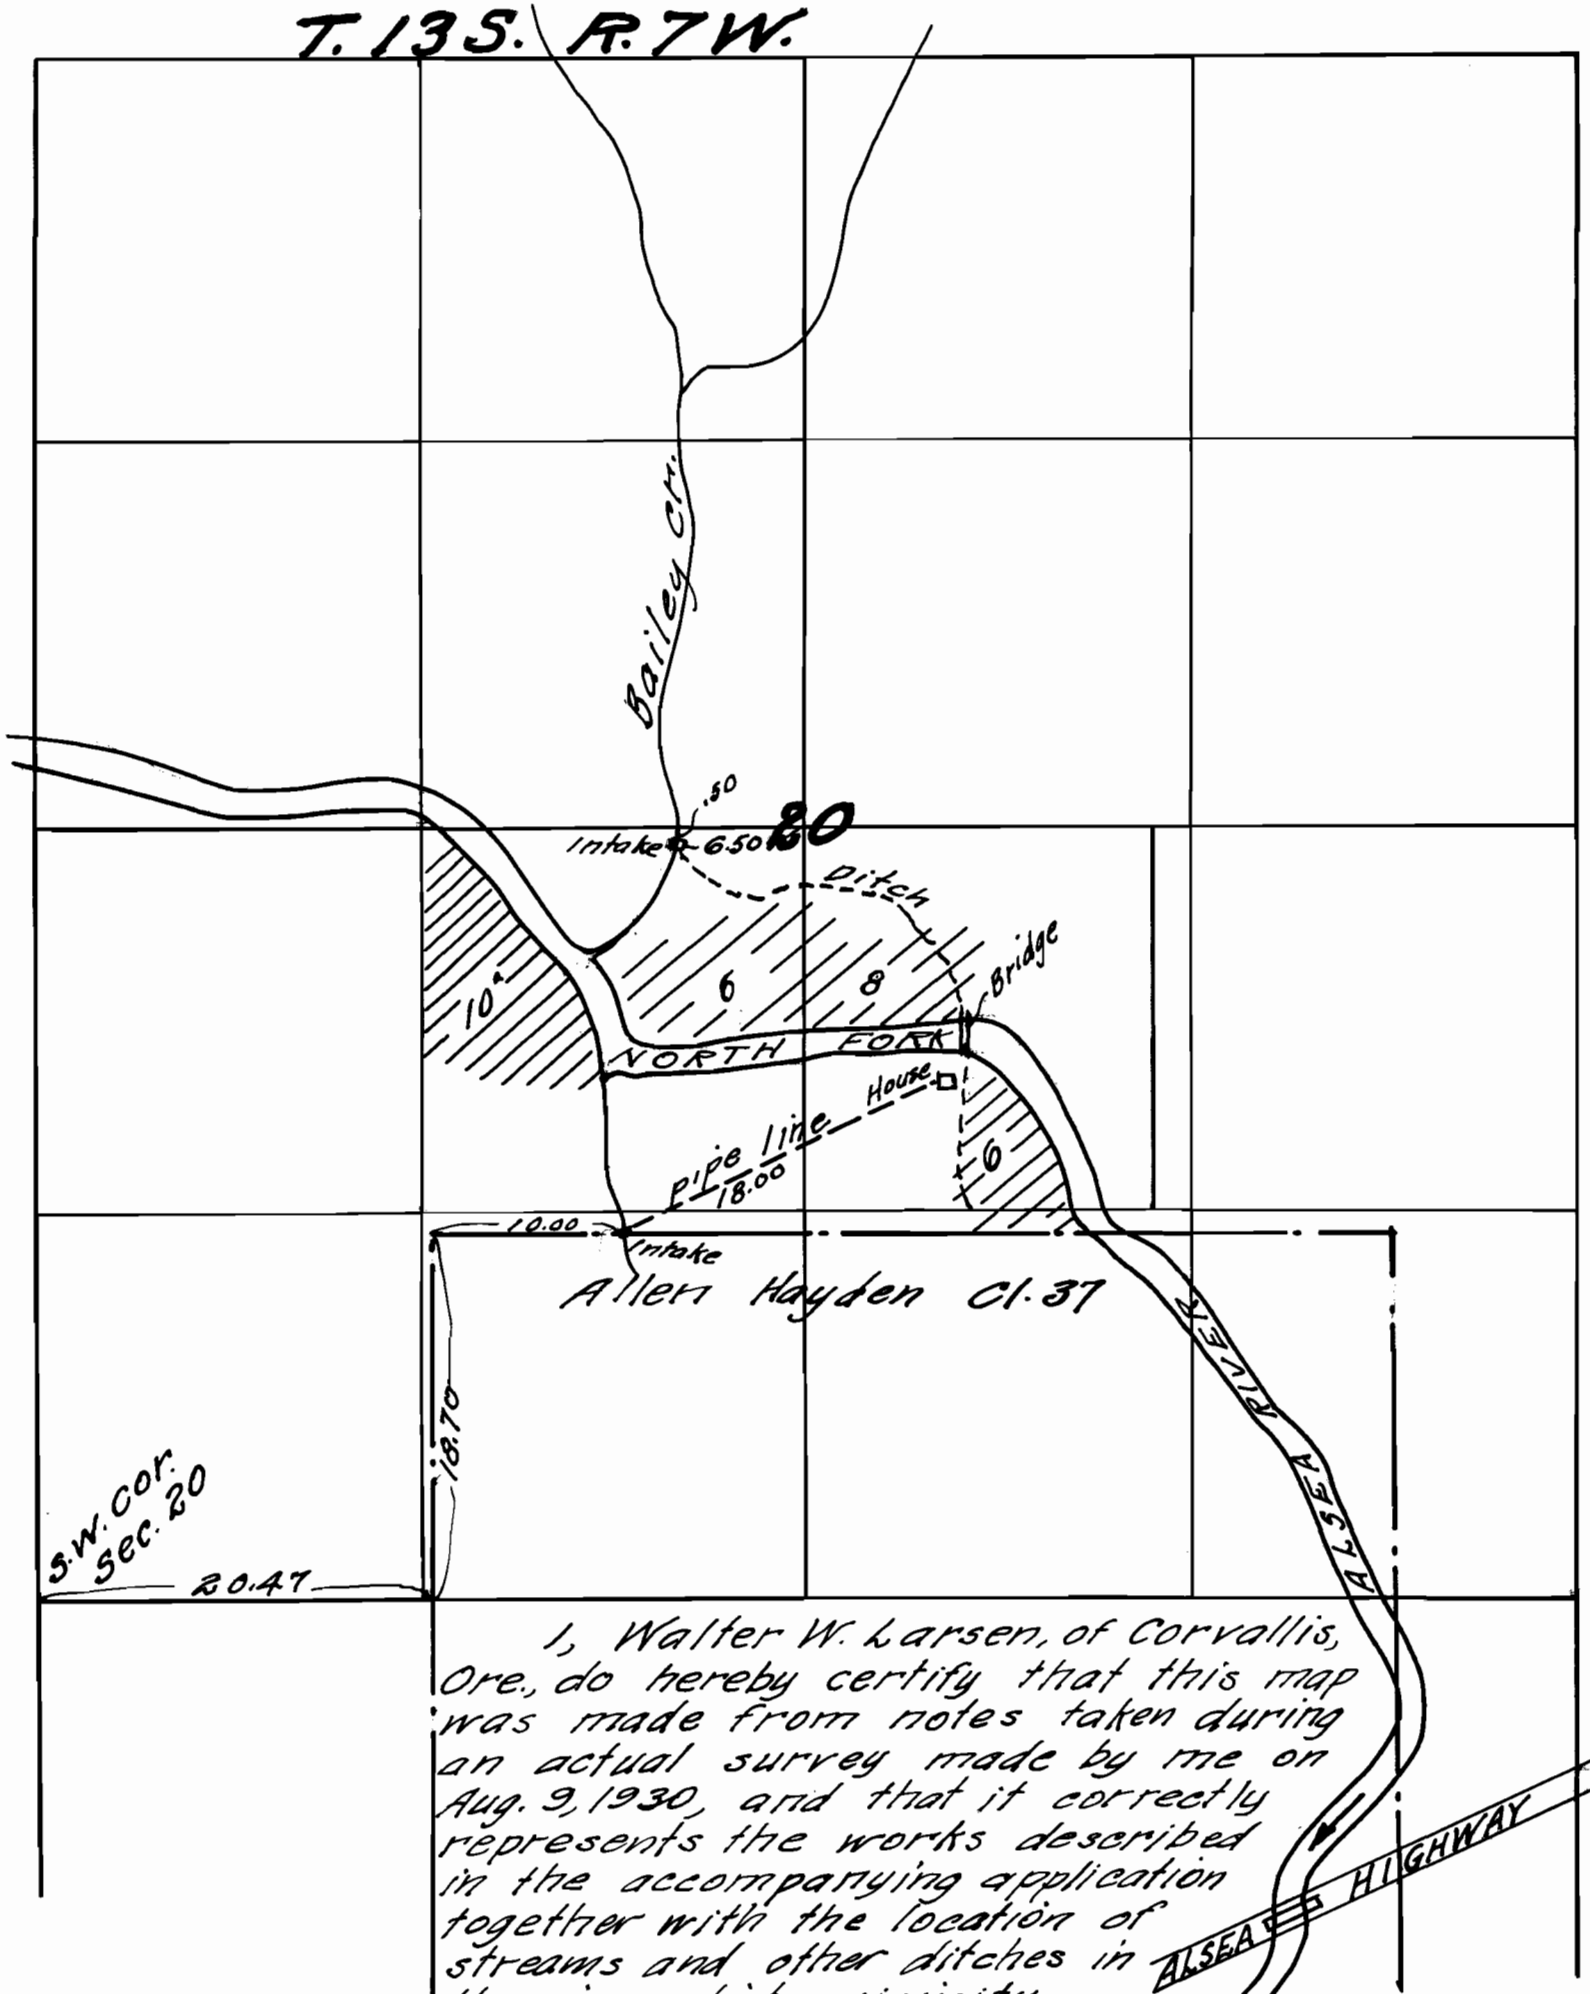 T. 13 S. R. 7 W.
Bailey Cr.
.50
20
Intake 6.50
Ditch
Bridge
10ᵃ
6
8
NORTH FORK
House
Pipe line
18.00
6
10.00
Intake
Allen Hayden Cl. 37
RIVER
18.70
ALSEA
S.W. Cor.
Sec. 20
20.47
I, Walter W. Larsen, of Corvallis,
Ore., do hereby certify that this map
was made from notes taken during
an actual survey made by me on
Aug. 9, 1930, and that it correctly
represents the works described
in the accompanying application
together with the location of
streams and other ditches in
ALSEA HIGHWAY